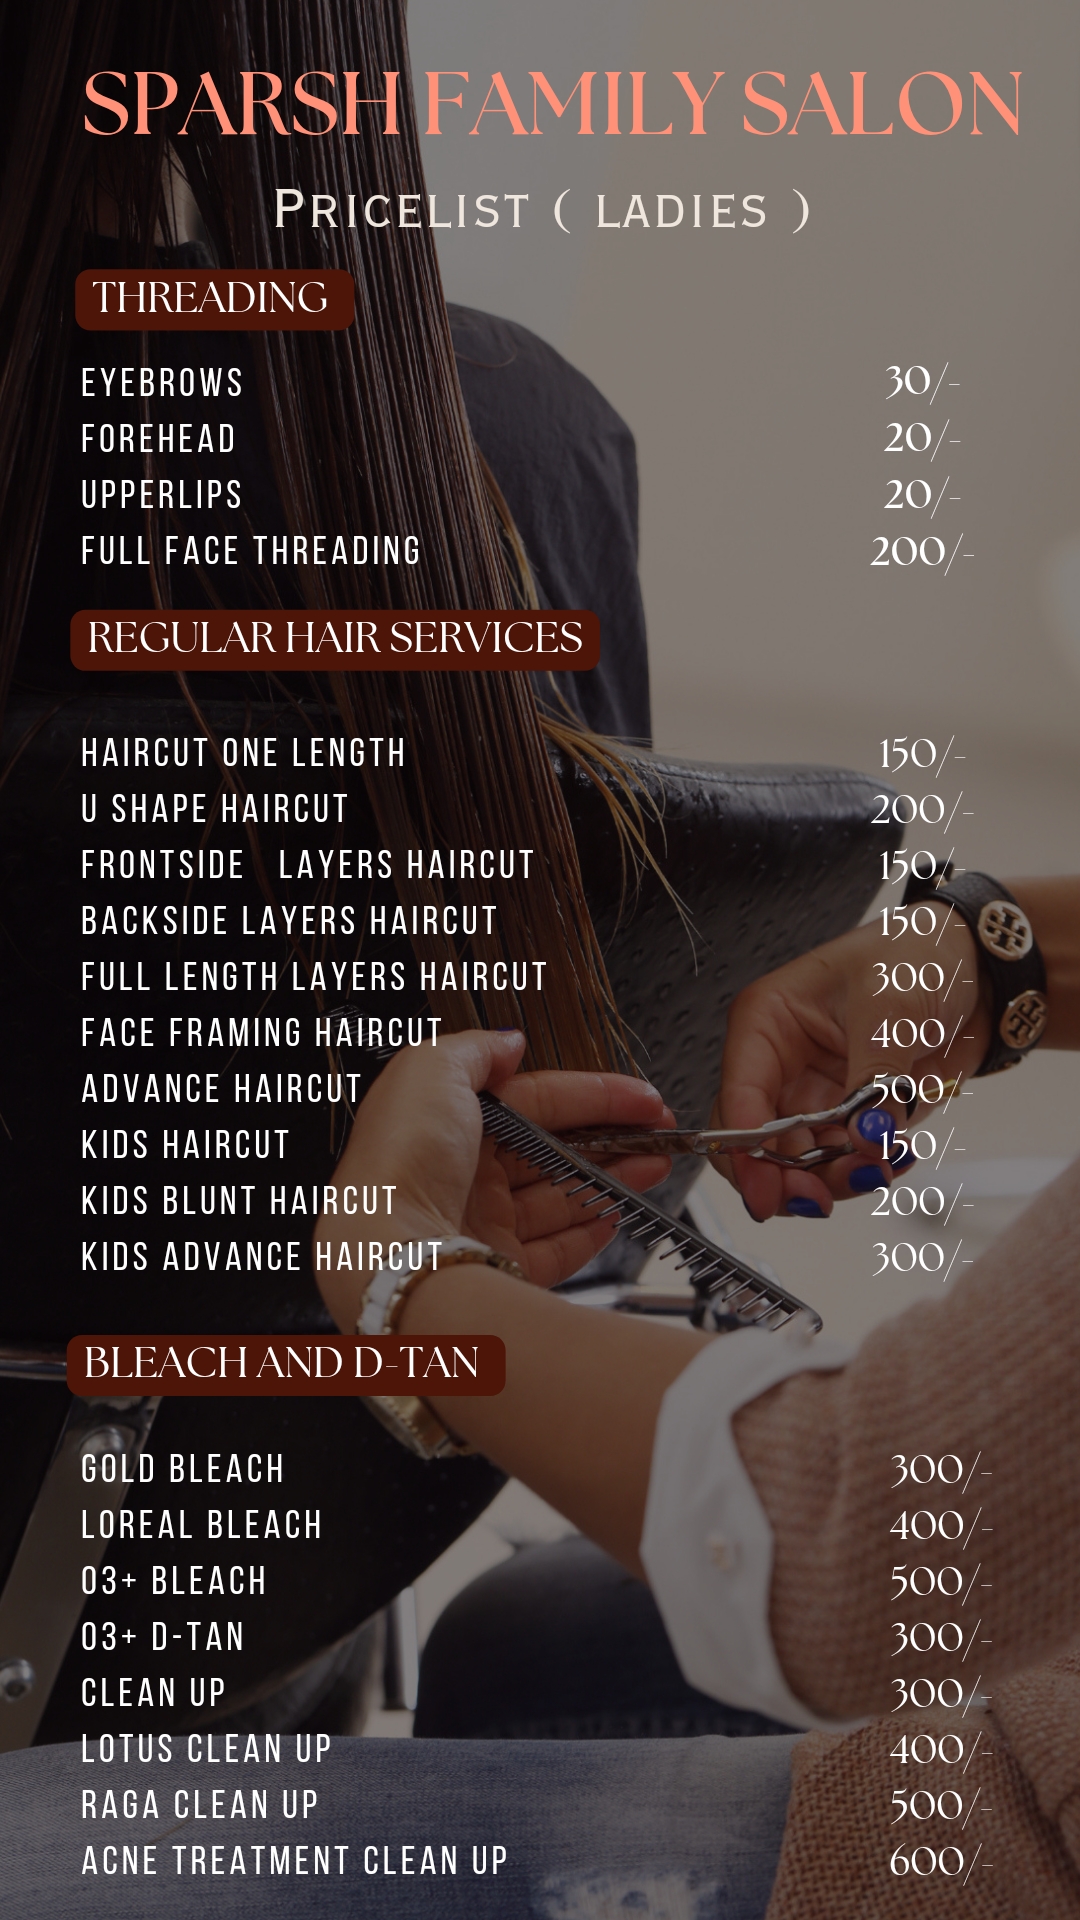 SPARSH FAMILY SALON
PRICELIST ( LADIES )
THREADING
EYEBROWS 30/-
FOREHEAD 20/-
UPPERLIPS 20/-
FULL FACE THREADING 200/-
REGULAR HAIR SERVICES
HAIRCUT ONE LENGTH 150/-
U SHAPE HAIRCUT 200/-
FRONTSIDE LAYERS HAIRCUT 150/-
BACKSIDE LAYERS HAIRCUT 150/-
FULL LENGTH LAYERS HAIRCUT 300/-
FACE FRAMING HAIRCUT 400/-
ADVANCE HAIRCUT 500/-
KIDS HAIRCUT 150/-
KIDS BLUNT HAIRCUT 200/-
KIDS ADVANCE HAIRCUT 300/-
BLEACH AND D-TAN
GOLD BLEACH 300/-
LOREAL BLEACH 400/-
O3+ BLEACH 500/-
O3+ D-TAN 300/-
CLEAN UP 300/-
LOTUS CLEAN UP 400/-
RAGA CLEAN UP 500/-
ACNE TREATMENT CLEAN UP 600/-